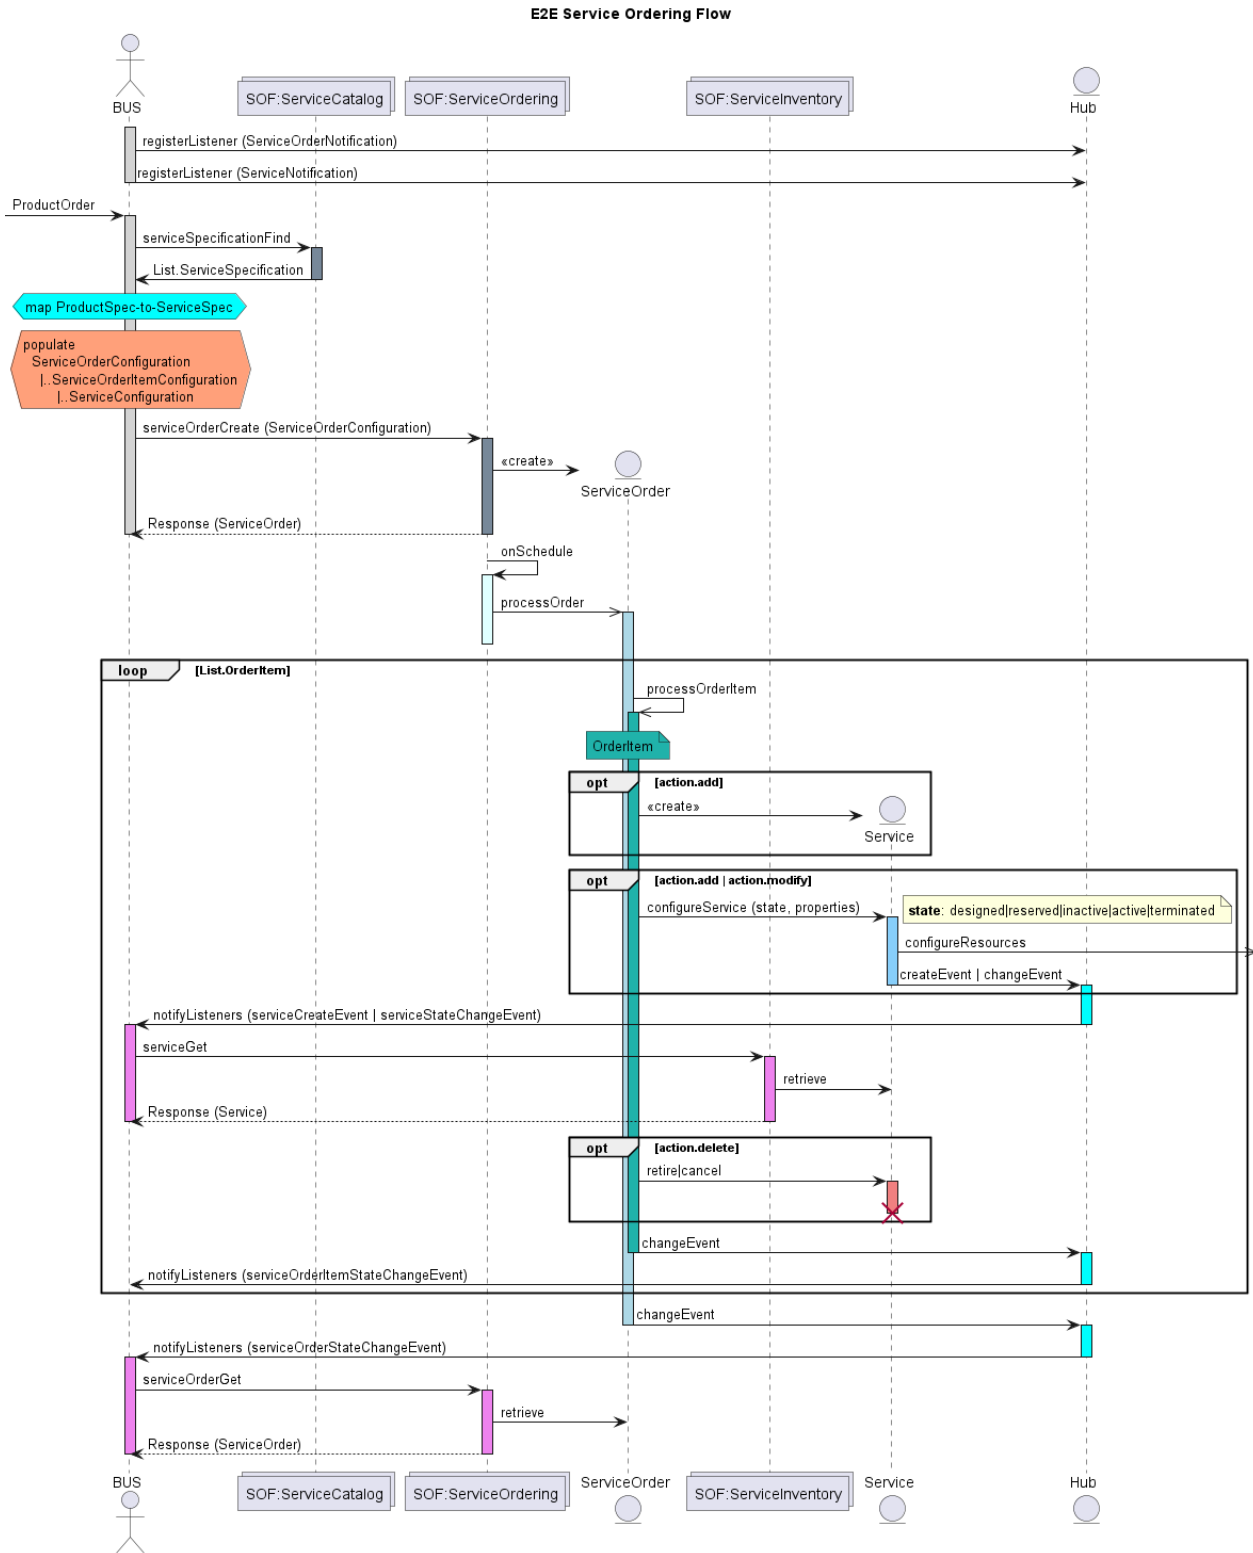 E2E Service Ordering Flow
BUS
SOF:ServiceCatalog
SOF:ServiceOrdering
SOF:ServiceInventory
Hub
registerListener (ServiceOrderNotification)
registerListener (ServiceNotification)
ProductOrder
serviceSpecificationFind
List.ServiceSpecification
map ProductSpec-to-ServiceSpec
populate
ServiceOrderConfiguration
|..ServiceOrderItemConfiguration
|..ServiceConfiguration
serviceOrderCreate (ServiceOrderConfiguration)
«create»
ServiceOrder
Response (ServiceOrder)
onSchedule
processOrder
loop
[List.OrderItem]
processOrderItem
OrderItem
opt
[action.add]
«create»
Service
opt
[action.add | action.modify]
configureService (state, properties)
state: designed|reserved|inactive|active|terminated
configureResources
createEvent | changeEvent
notifyListeners (serviceCreateEvent | serviceStateChangeEvent)
serviceGet
retrieve
Response (Service)
opt
[action.delete]
retire|cancel
changeEvent
notifyListeners (serviceOrderItemStateChangeEvent)
changeEvent
notifyListeners (serviceOrderStateChangeEvent)
serviceOrderGet
retrieve
Response (ServiceOrder)
BUS
SOF:ServiceCatalog
SOF:ServiceOrdering
ServiceOrder
SOF:ServiceInventory
Service
Hub